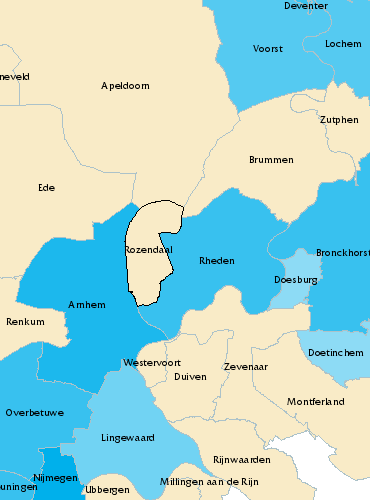 Deventer
Voorst
Lochem
neveld
Apeldoorn
Zutphen
Brummen
Ede
Rozendaal
Rheden
Bronckhorst
Doesburg
Arnhem
Renkum
Doetinchem
Westervoort
Zevenaar
Duiven
Montferland
Overbetuwe
Lingewaard
Rijnwaarden
Nijmegen
Millingen aan de Rijn
uningen
Ubbergen